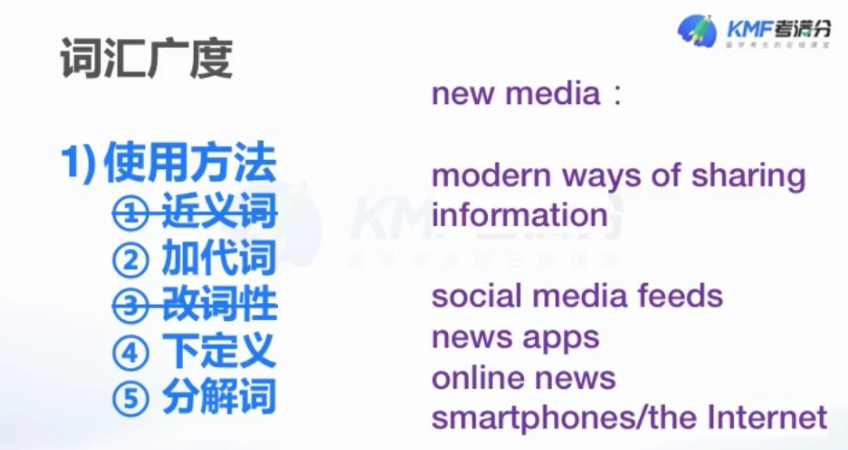 KMF考满分
留学考生的在线课堂
词汇广度
1)使用方法
① 近义词
② 加代词
③ 改词性
④ 下定义
⑤ 分解词
new media：
modern ways of sharing
information
social media feeds
news apps
online news
smartphones/the Internet
KMF考满分
留学考生的在线课堂